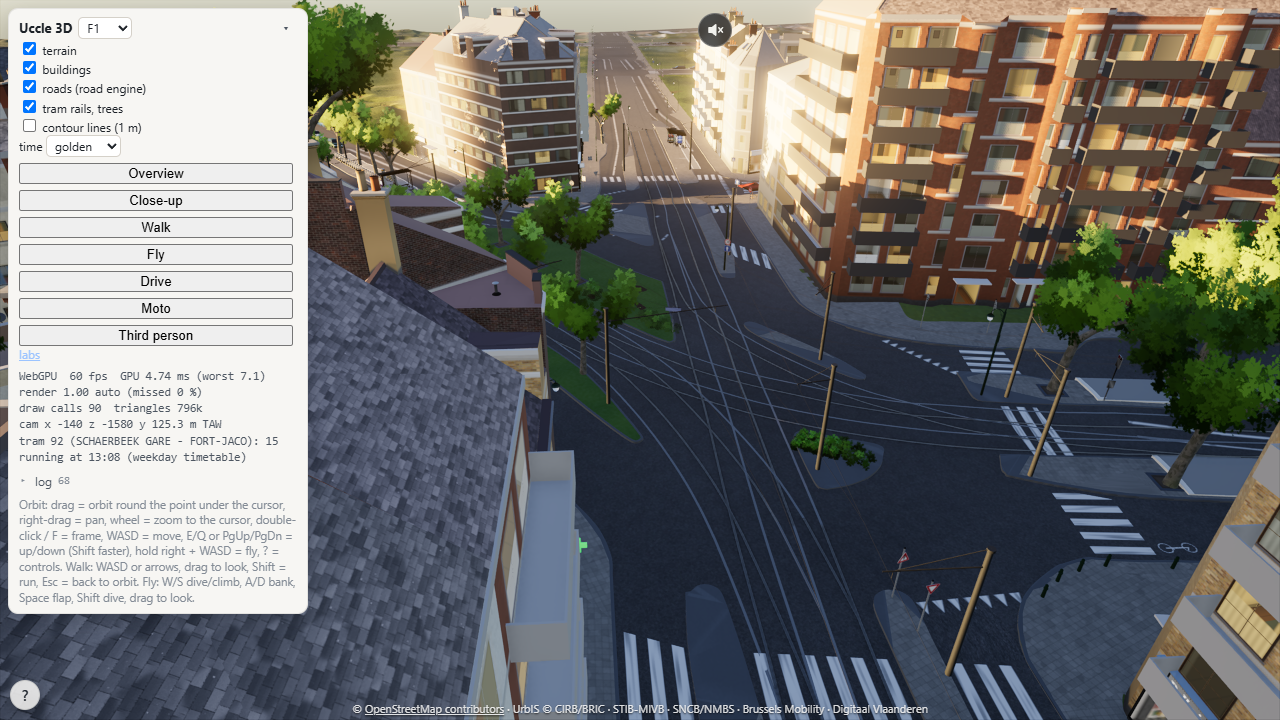 Uccle 3D F1
terrain
buildings
roads (road engine)
tram rails, trees
contour lines (1 m)
time golden
Overview
Close-up
Walk
Fly
Drive
Moto
Third person
labs
WebGPU 60 fps GPU 4.74 ms (worst 7.1)
render 1.00 auto (missed 0 %)
draw calls 90 triangles 796k
cam x -140 z -1580 y 125.3 m TAW
tram 92 (SCHAERBEEK GARE - FORT-JACO): 15
running at 13:08 (weekday timetable)
log 68
Orbit: drag = orbit round the point under the cursor,
right-drag = pan, wheel = zoom to the cursor, double-
click / F = frame, WASD = move, E/Q or PgUp/PgDn =
up/down (Shift faster), hold right + WASD = fly, ? =
controls. Walk: WASD or arrows, drag to look, Shift =
run, Esc = back to orbit. Fly: W/S dive/climb, A/D bank,
Space flap, Shift dive, drag to look.
?
© OpenStreetMap contributors · UrbIS © CIRB/BRIC · STIB-MIVB · SNCB/NMBS · Brussels Mobility · Digitaal Vlaanderen